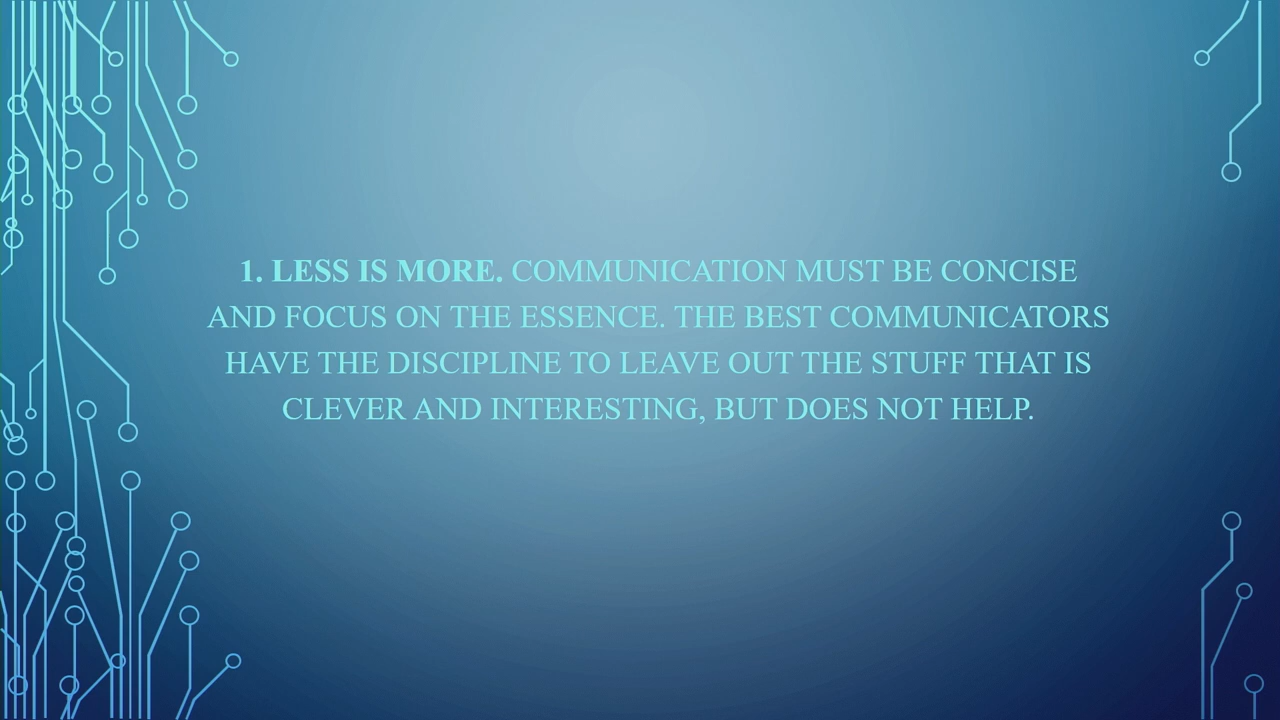 1. LESS IS MORE. COMMUNICATION MUST BE CONCISE
AND FOCUS ON THE ESSENCE. THE BEST COMMUNICATORS
HAVE THE DISCIPLINE TO LEAVE OUT THE STUFF THAT IS
CLEVER AND INTERESTING, BUT DOES NOT HELP.